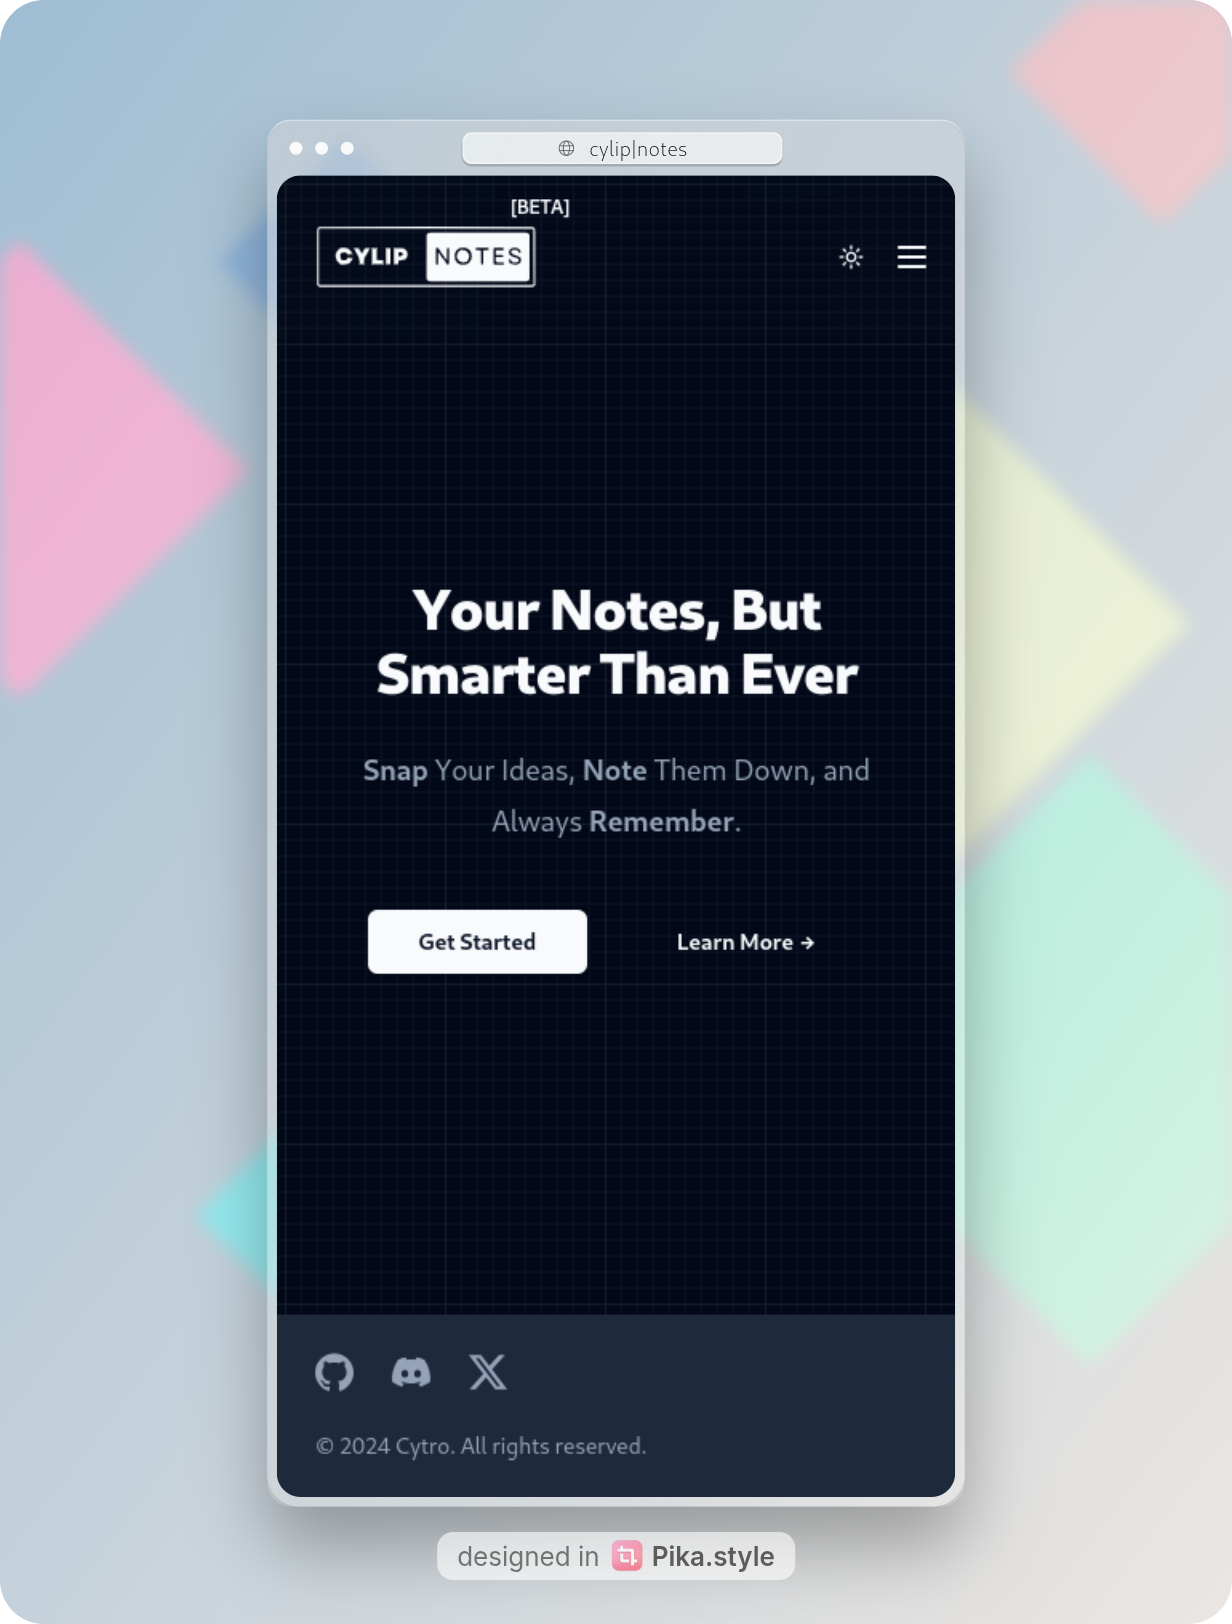 cylip|notes
[BETA]
CYLIP NOTES
Your Notes, But
Smarter Than Ever
Snap Your Ideas, Note Them Down, and
Always Remember.
Get Started
Learn More →
© 2024 Cytro. All rights reserved.
designed in Pika.style